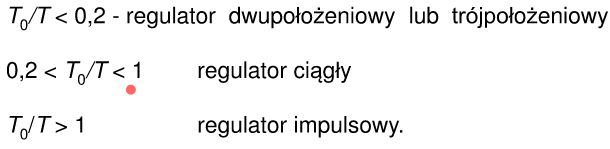 T₀/T < 0,2 - regulator dwupołożeniowy lub trójpołożeniowy
0,2 < T₀/T < 1 regulator ciągły
T₀/T > 1 regulator impulsowy.